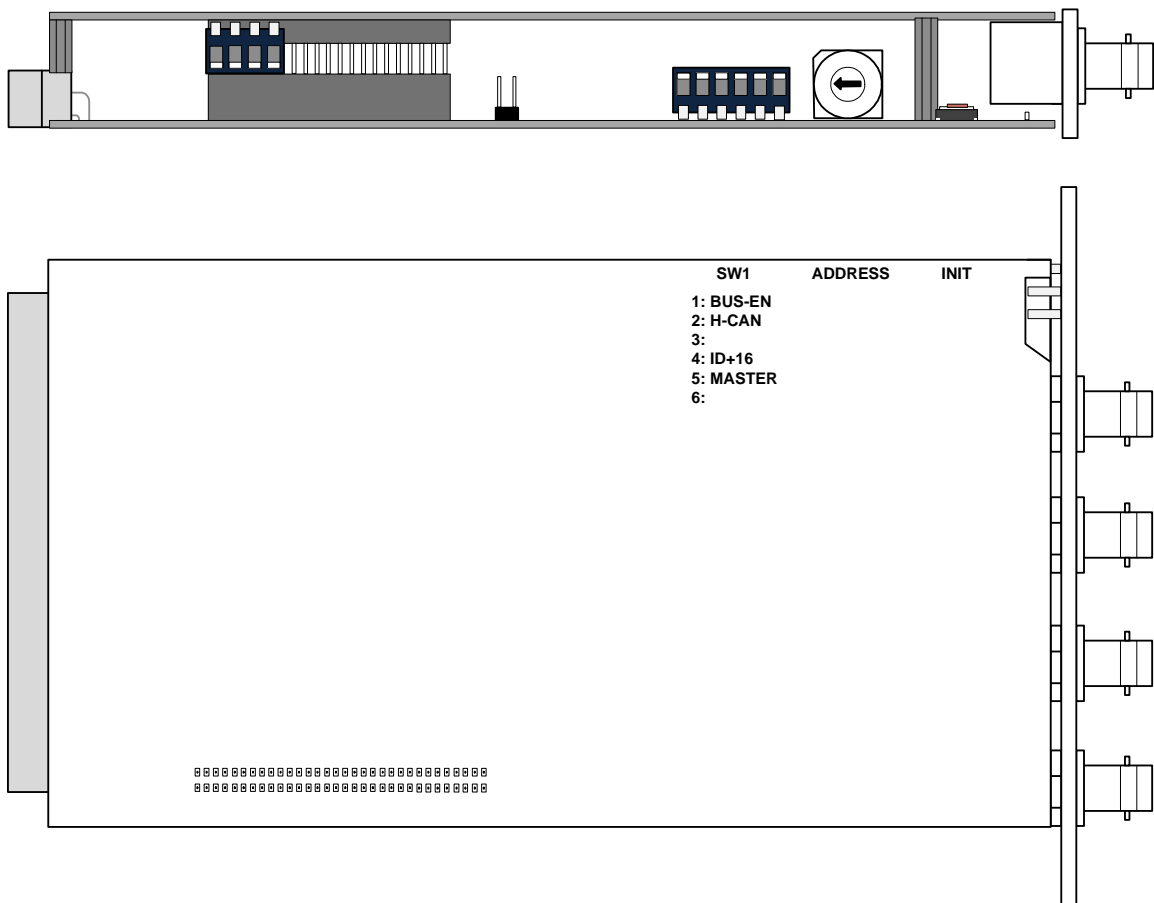 SW1 ADDRESS INIT
1: BUS-EN
2: H-CAN
3:
4: ID+16
5: MASTER
6: